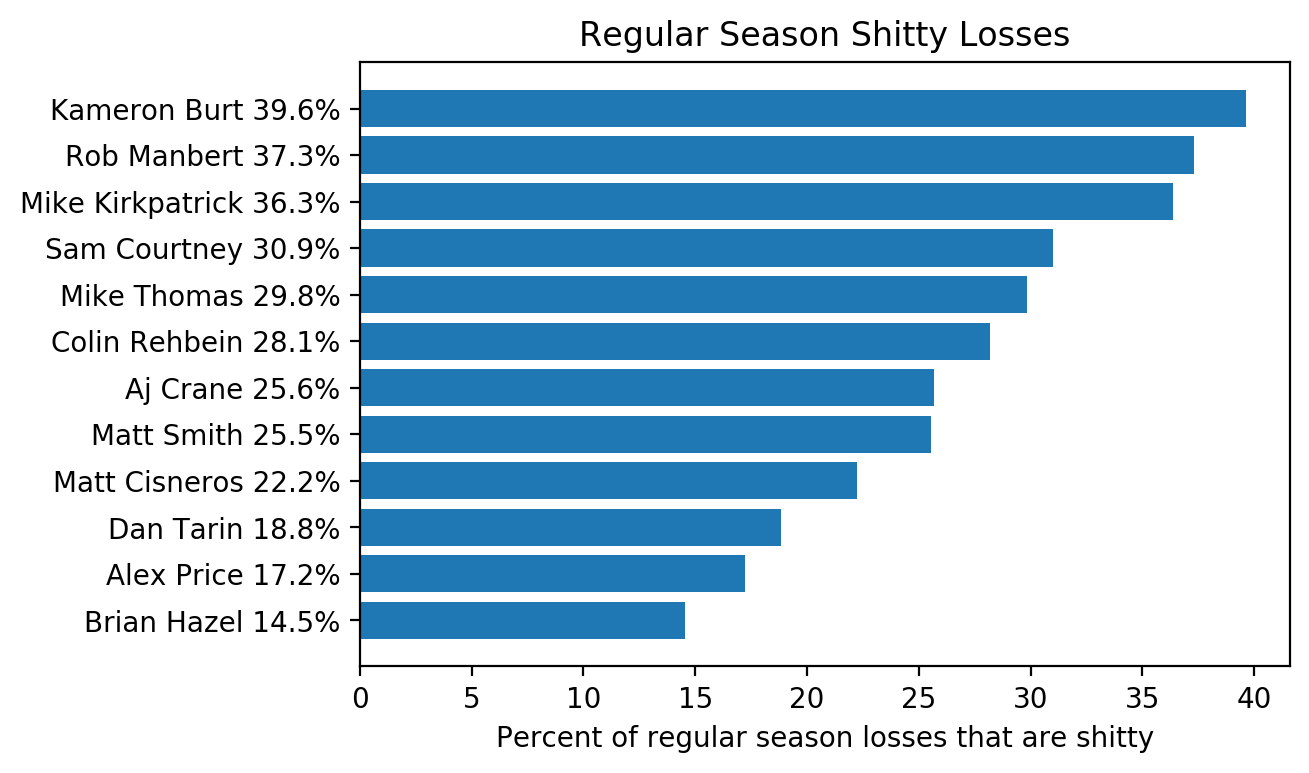 Regular Season Shitty Losses
Kameron Burt 39.6%
Rob Manbert 37.3%
Mike Kirkpatrick 36.3%
Sam Courtney 30.9%
Mike Thomas 29.8%
Colin Rehbein 28.1%
Aj Crane 25.6%
Matt Smith 25.5%
Matt Cisneros 22.2%
Dan Tarin 18.8%
Alex Price 17.2%
Brian Hazel 14.5%
0 5 10 15 20 25 30 35 40
Percent of regular season losses that are shitty